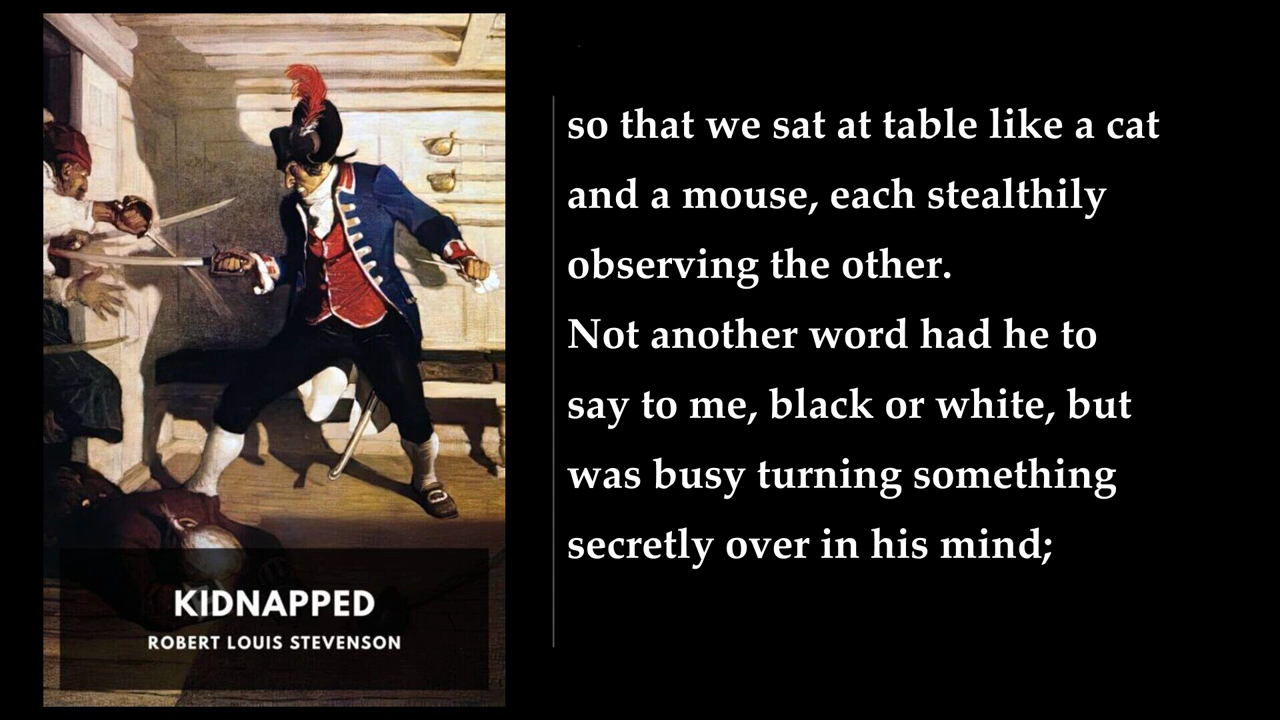 KIDNAPPED
ROBERT LOUIS STEVENSON
so that we sat at table like a cat
and a mouse, each stealthily
observing the other.
Not another word had he to
say to me, black or white, but
was busy turning something
secretly over in his mind;